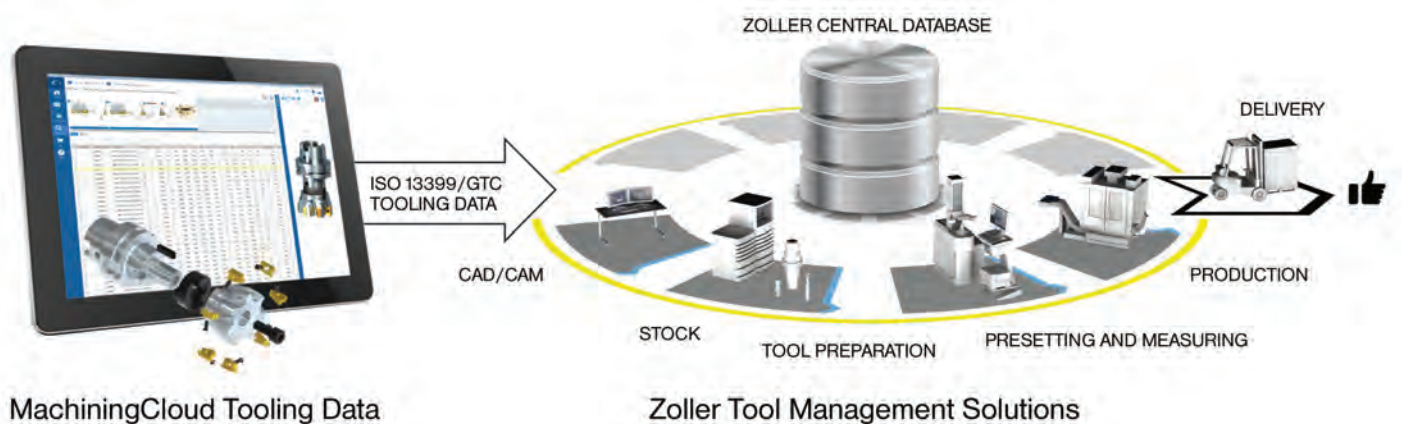 ZOLLER CENTRAL DATABASE
DELIVERY
ISO 13399/GTC
TOOLING DATA
CAD/CAM
PRODUCTION
STOCK
TOOL PREPARATION
PRESETTING AND MEASURING
MachiningCloud Tooling Data
Zoller Tool Management Solutions